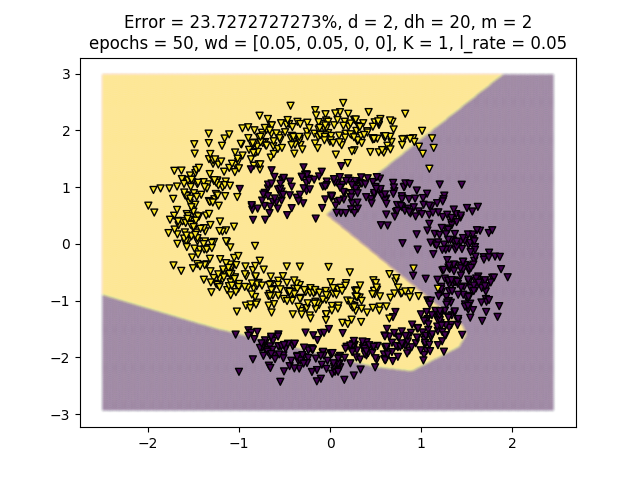 Error = 23.7272727273%, d = 2, dh = 20, m = 2
epochs = 50, wd = [0.05, 0.05, 0, 0], K = 1, l_rate = 0.05
3
2
1
0
−1
−2
−3
−2 −1 0 1 2